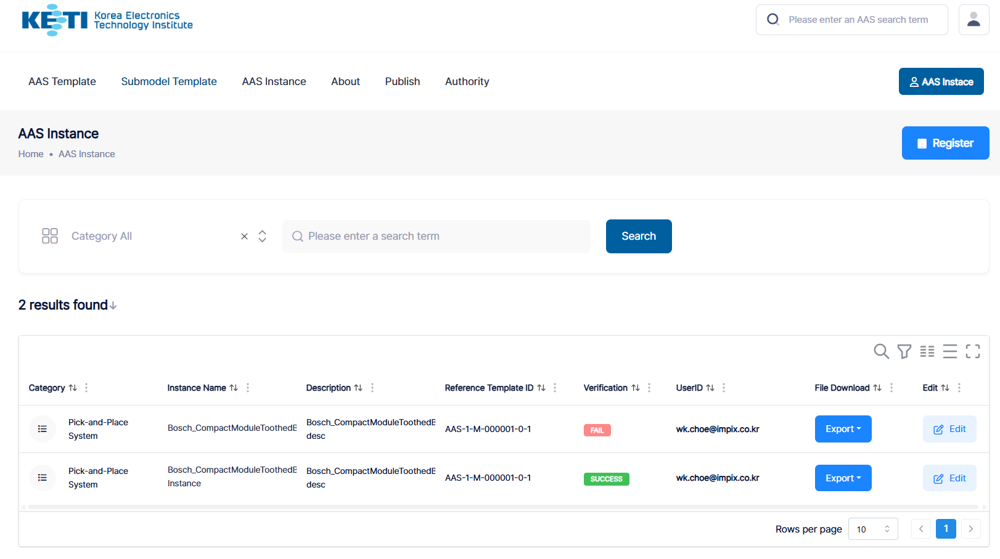 KETI Korea Electronics
Technology Institute
Please enter an AAS search term
AAS Template Submodel Template AAS Instance About Publish Authority
AAS Instace
AAS Instance
Home • AAS Instance
Register
Category All
Please enter a search term
Search
2 results found
Category Instance Name Description Reference Template ID Verification UserID File Download Edit
Pick-and-Place
System
Bosch_CompactModuleToothedB
Bosch_CompactModuleToothedB
desc
AAS-1-M-000001-0-1
FAIL
wk.choe@impix.co.kr
Export
Edit
Pick-and-Place
System
Bosch_CompactModuleToothedB
Instance
Bosch_CompactModuleToothedB
desc
AAS-1-M-000001-0-1
SUCCESS
wk.choe@impix.co.kr
Export
Edit
Rows per page 10 1